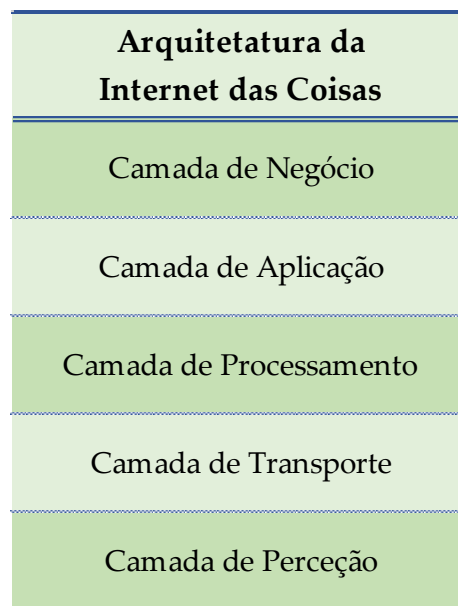 Arquitetatura da
Internet das Coisas
Camada de Negócio
Camada de Aplicação
Camada de Processamento
Camada de Transporte
Camada de Perceção